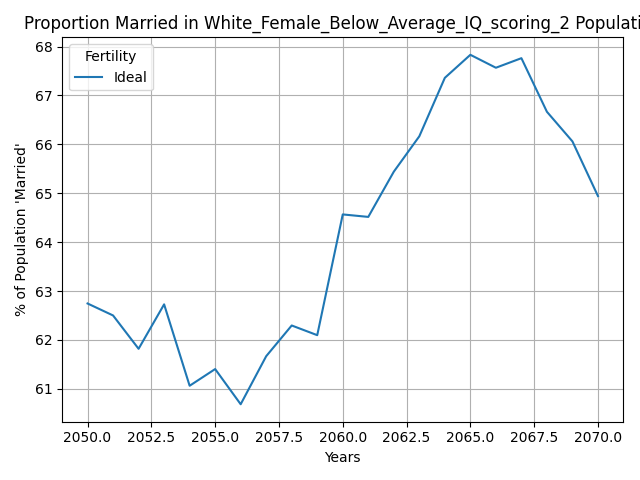 Proportion Married in White_Female_Below_Average_IQ_scoring_2 Populati
Fertility
Ideal
% of Population 'Married'
68
67
66
65
64
63
62
61
2050.0 2052.5 2055.0 2057.5 2060.0 2062.5 2065.0 2067.5 2070.0
Years